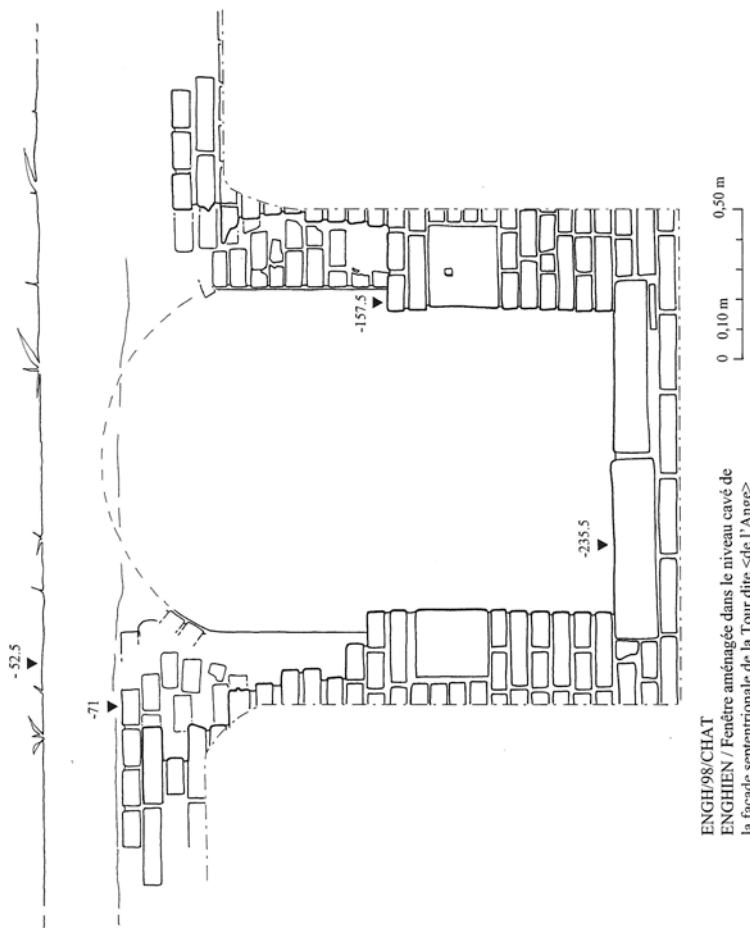 - 52.5
-71
-157.5
-235.5
0 0,10 m 0,50 m
ENGH/98/CHAT
ENGHIEN / Fenêtre aménagée dans le niveau cavé de
la façade septentrionale de la Tour dite <de l'Ange>